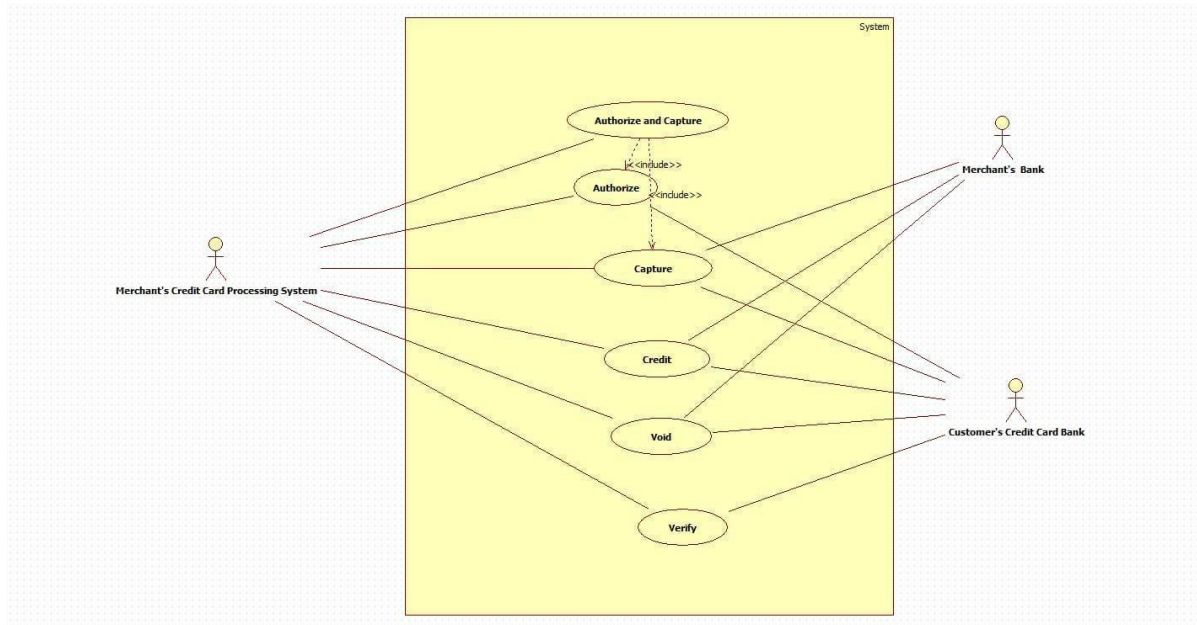 System
Authorize and Capture
<<include>>
Authorize
<<include>>
Merchant's Bank
Capture
Merchant's Credit Card Processing System
Credit
Void
Customer's Credit Card Bank
Verify